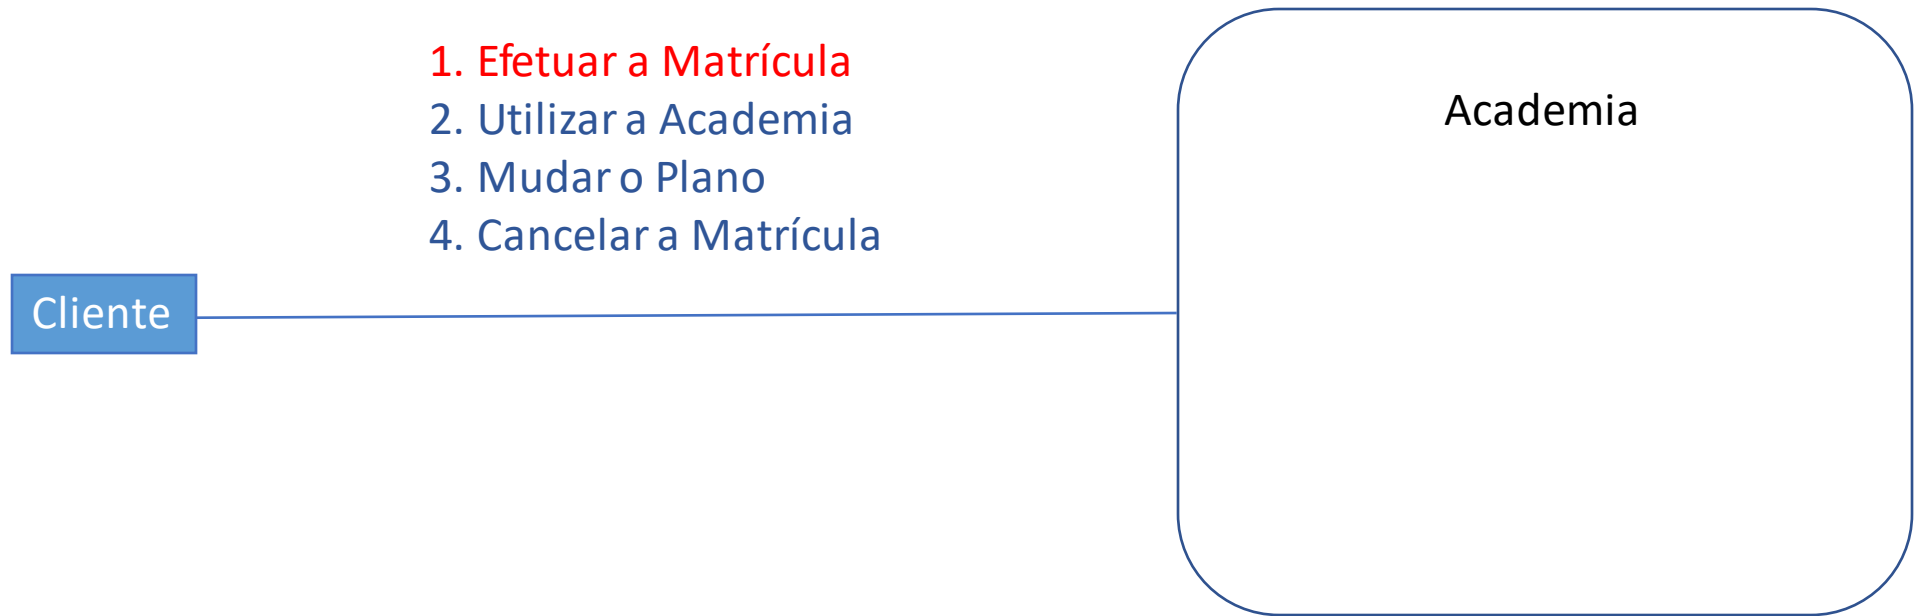 1. Efetuar a Matrícula
2. Utilizar a Academia
3. Mudar o Plano
4. Cancelar a Matrícula
Academia
Cliente